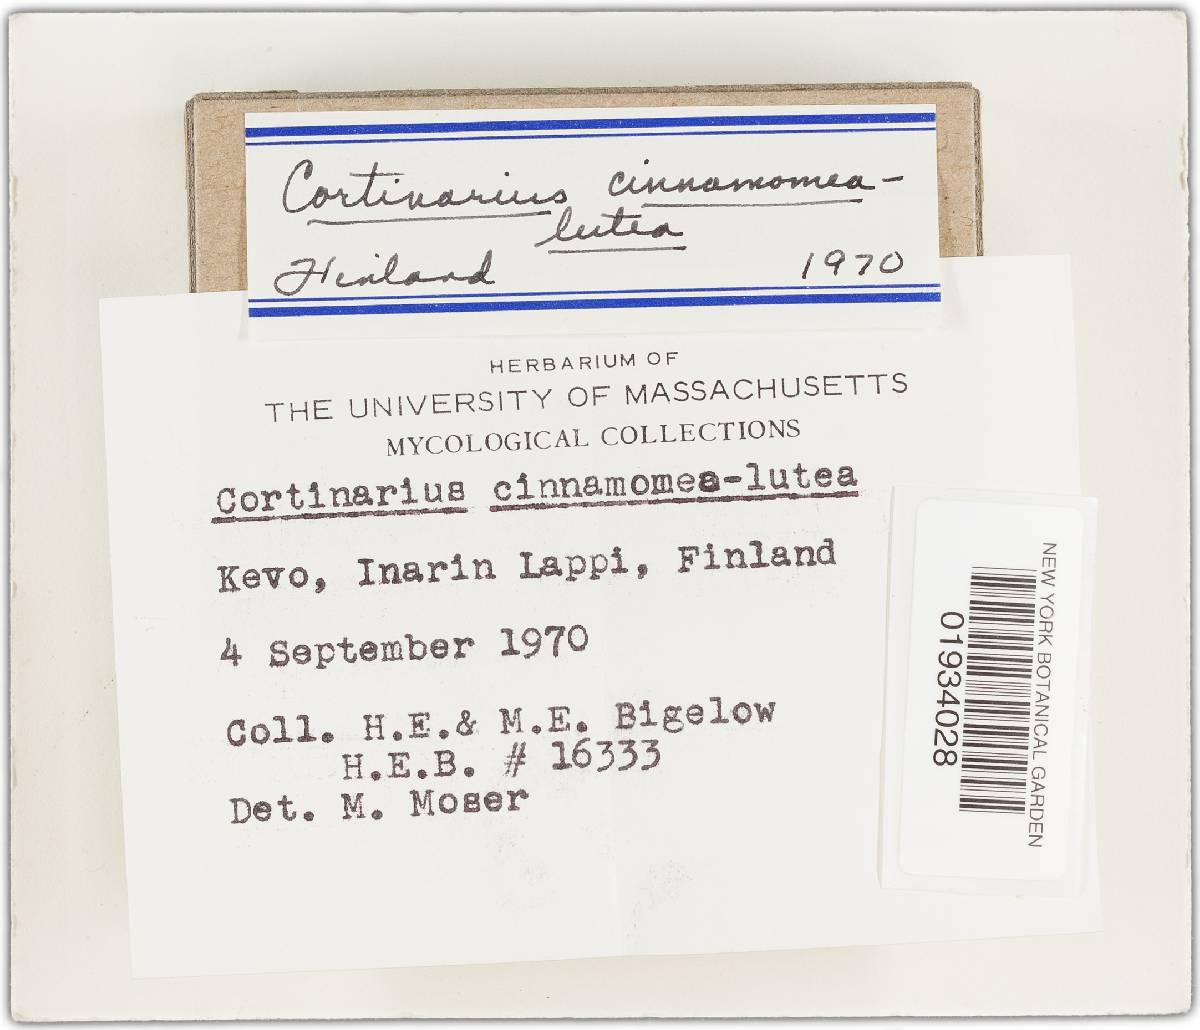 Cortinarius cinnamomea-
lutea
Finland 1970
HERBARIUM OF
THE UNIVERSITY OF MASSACHUSETTS
MYCOLOGICAL COLLECTIONS
Cortinarius cinnamomea-lutea
Kevo, Inarin Lappi, Finland
4 September 1970
Coll. H.E.& M.E. Bigelow
H.E.B. # 16333
Det. M. Moser
NEW YORK BOTANICAL GARDEN
01934028